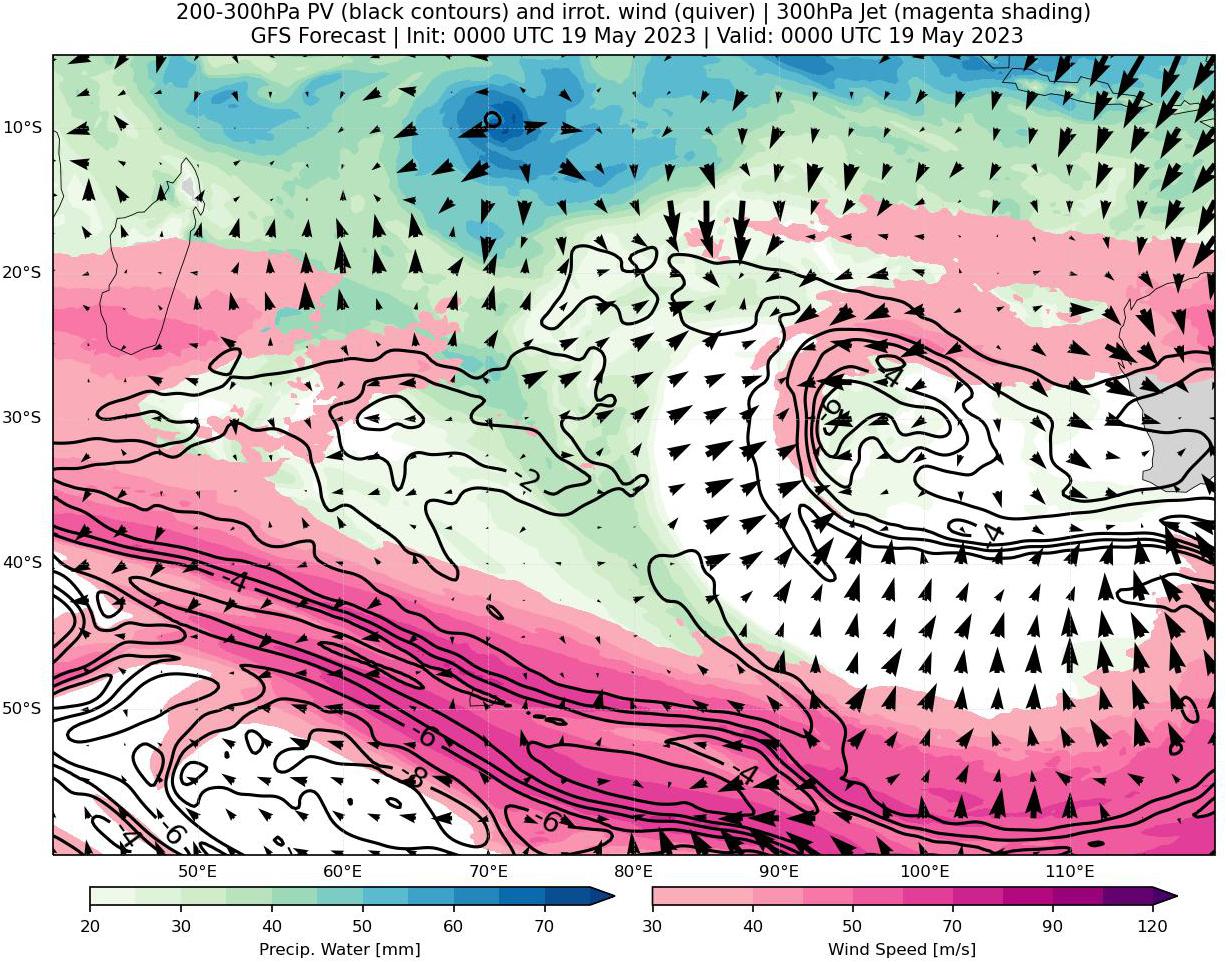 200-300hPa PV (black contours) and irrot. wind (quiver) | 300hPa Jet (magenta shading)
GFS Forecast | Init: 0000 UTC 19 May 2023 | Valid: 0000 UTC 19 May 2023
10°S
20°S
-4
-6
30°S
-2
-4
40°S
-4
50°S
-6
-8
-4
-6
-6
-4
50°E 60°E 70°E 80°E 90°E 100°E 110°E
20 30 40 50 60 70
30 40 50 70 90 120
Precip. Water [mm]
Wind Speed [m/s]